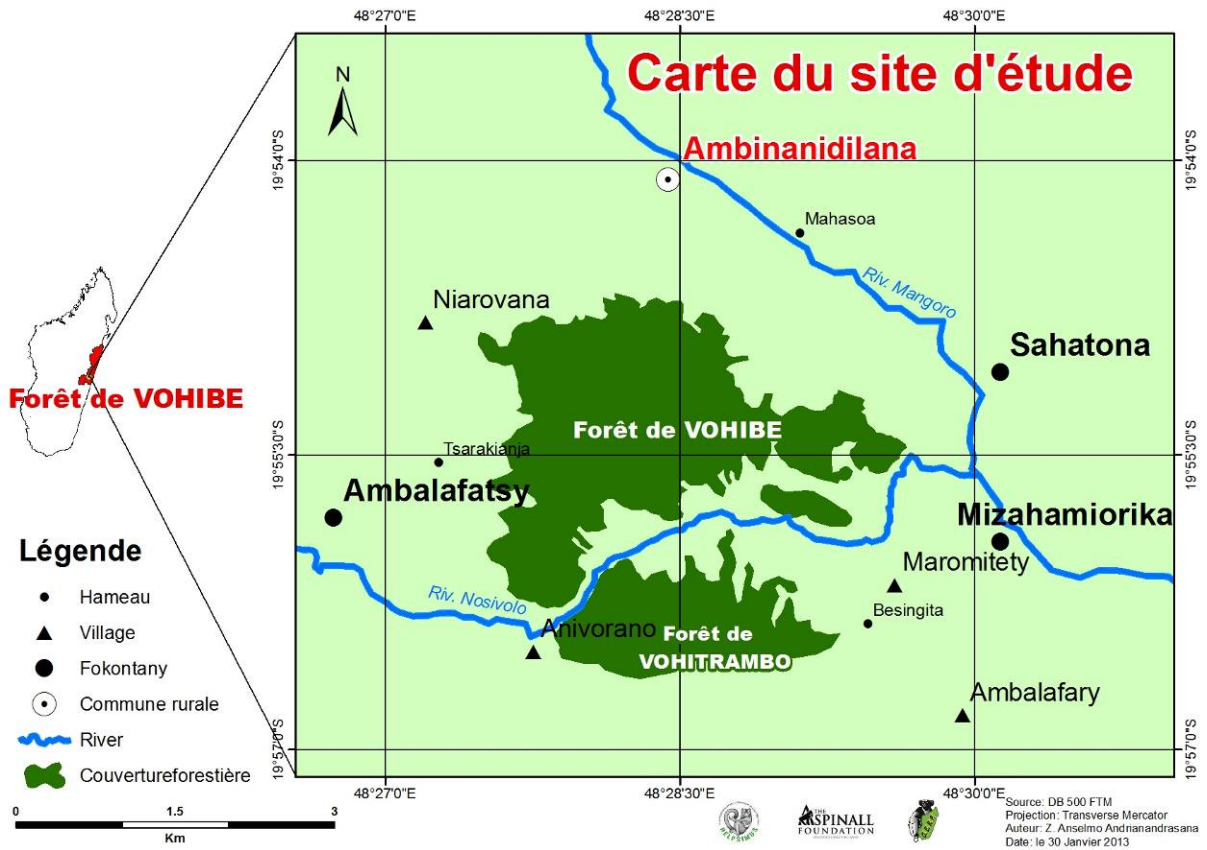 48°27'0"E 48°28'30"E 48°30'0"E
N
Carte du site d'étude
19°54'0"S
19°54'0"S
Ambinanidilana
Mahasoa
Riv. Mangoro
Niarovana
Sahatona
Forêt de VOHIBE
Forêt de VOHIBE
Tsarakianja
19°55'30"S
19°55'30"S
Ambalafatsy
Mizahamiorika
Maromitety
Riv. Nosivolo
Besingita
Anivorano
Forêt de
VOHITRAMBO
Ambalafary
19°57'0"S
19°57'0"S
48°27'0"E 48°28'30"E 48°30'0"E
Légende
Hameau
Village
Fokontany
Commune rurale
River
Couvertureforestière
0 1.5 3
Km
HELPSIMUS
THE
ASPINALL
FOUNDATION
Source: DB 500 FTM
Projection: Transverse Mercator
Auteur: Z. Anselmo Andrianandrasana
Date: le 30 Janvier 2013